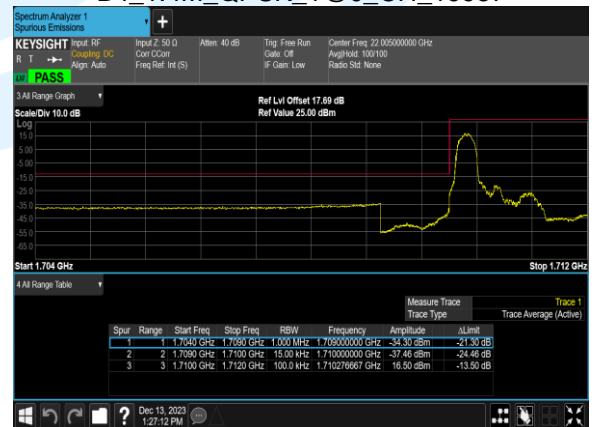 Spectrum Analyzer 1
Spurious Emissions
KEYSIGHT Input: RF
R T Coupling: DC
Align: Auto
Input Z: 50 Ω
Corr CCorr
Freq Ref: Int (S)
Atten: 40 dB
Trig: Free Run
Gate: Off
IF Gain: Low
Center Freq: 22.005000000 GHz
Avg|Hold: 100/100
Radio Std: None
PASS
3 All Range Graph
Scale/Div 10.0 dB
Ref Lvl Offset 17.69 dB
Ref Value 25.00 dBm
Log
15.0
5.00
-5.00
-15.0
-25.0
-35.0
-45.0
-55.0
-65.0
Start 1.704 GHz
Stop 1.712 GHz
4 All Range Table
Measure Trace Trace 1
Trace Type Trace Average (Active)
Spur Range Start Freq Stop Freq RBW Frequency Amplitude ΔLimit
1 1 1.7040 GHz 1.7090 GHz 1.000 MHz 1.709000000 GHz -34.30 dBm -21.30 dB
2 2 1.7090 GHz 1.7100 GHz 15.00 kHz 1.710000000 GHz -37.46 dBm -24.46 dB
3 3 1.7100 GHz 1.7120 GHz 100.0 kHz 1.710276667 GHz 16.50 dBm -13.50 dB
?
Dec 13, 2023
1:27:12 PM